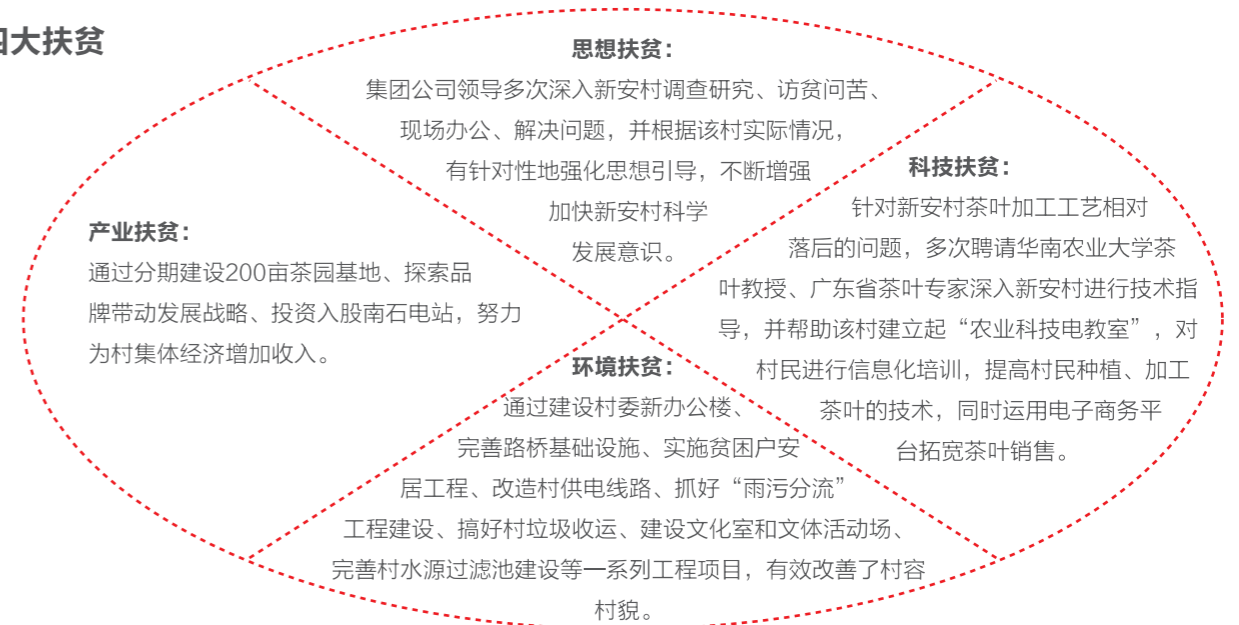 四大扶贫
思想扶贫：
集团公司领导多次深入新安村调查研究、访贫问苦、
现场办公、解决问题，并根据该村实际情况，
有针对性地强化思想引导，不断增强
加快新安村科学
发展意识。
科技扶贫：
针对新安村茶叶加工工艺相对
落后的问题，多次聘请华南农业大学茶
叶教授、广东省茶叶专家深入新安村进行技术指
导，并帮助该村建立起“农业科技电教室”，对
村民进行信息化培训，提高村民种植、加工
茶叶的技术，同时运用电子商务平
台拓宽茶叶销售。
产业扶贫：
通过分期建设200亩茶园基地、探索品
牌带动发展战略、投资入股南石电站，努力
为村集体经济增加收入。
环境扶贫：
通过建设村委新办公楼、
完善路桥基础设施、实施贫困户安
居工程、改造村供电线路、抓好“雨污分流”
工程建设、搞好村垃圾收运、建设文化室和文体活动场、
完善村水源过滤池建设等一系列工程项目，有效改善了村容
村貌。